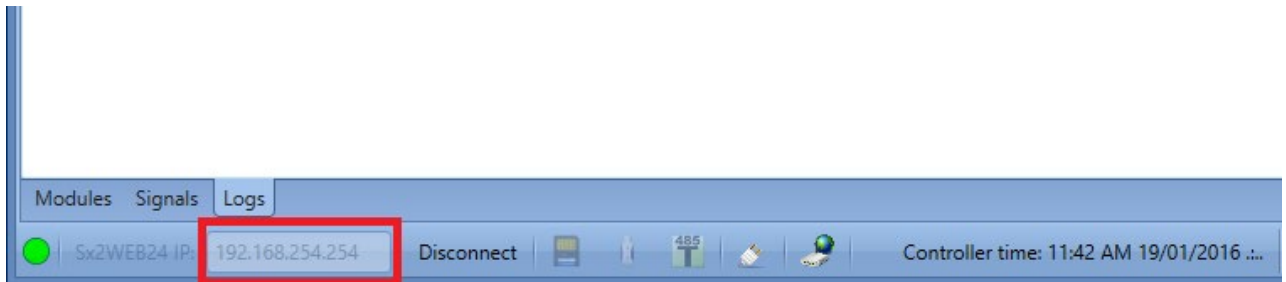 Modules Signals Logs
Sx2WEB24 IP: 192.168.254.254 Disconnect 485 Controller time: 11:42 AM 19/01/2016 .:..